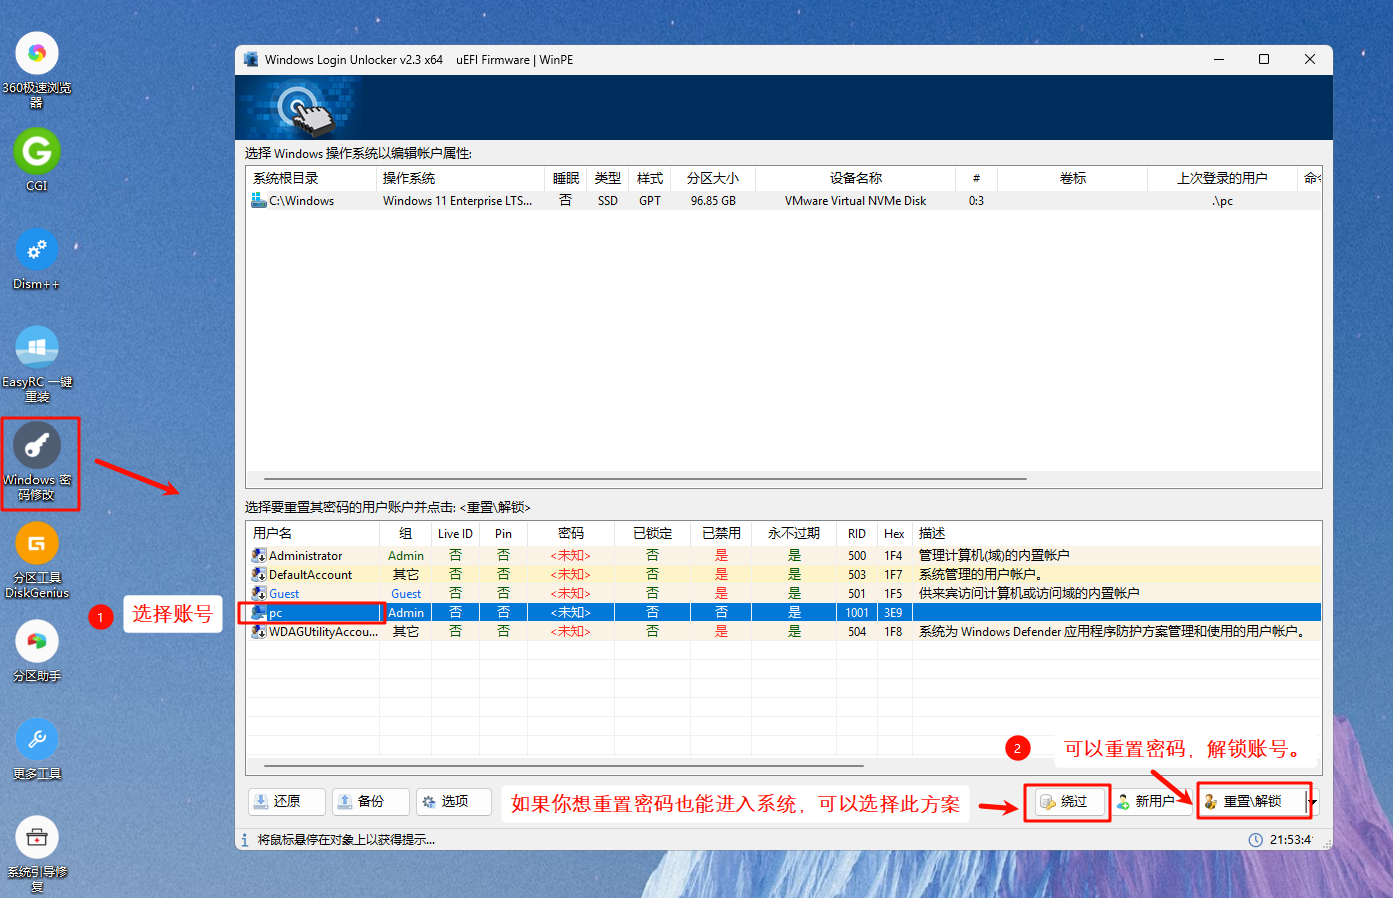 360极速浏览
器
CGI
Dism++
EasyRC 一键
重装
Windows 密
码修改
分区工具
DiskGenius
分区助手
更多工具
系统引导修
复
Windows Login Unlocker v2.3 x64 uEFI Firmware | WinPE
选择 Windows 操作系统以编辑帐户属性:
系统根目录 操作系统 睡眠 类型 样式 分区大小 设备名称 # 卷标 上次登录的用户
C:\Windows Windows 11 Enterprise LTS... 否 SSD GPT 96.85 GB VMware Virtual NVMe Disk 0:3 .\pc
选择要重置其密码的用户账户并点击: <重置\解锁>
用户名 组 Live ID Pin 密码 已锁定 已禁用 永不过期 RID Hex 描述
Administrator Admin 否 否 <未知> 否 是 是 500 1F4 管理计算机(域)的内置帐户
DefaultAccount 其它 否 否 <未知> 否 是 是 503 1F7 系统管理的用户帐户。
Guest Guest 否 否 <未知> 否 是 是 501 1F5 供来宾访问计算机或访问域的内置帐户
pc Admin 否 否 <未知> 否 否 是 1001 3E9
WDAGUtilityAccou... 其它 否 否 <未知> 否 是 是 504 1F8 系统为 Windows Defender 应用程序防护方案管理和使用的用户帐户。
1 选择账号
2 可以重置密码，解锁账号。
还原 备份 选项 如果你想重置密码也能进入系统，可以选择此方案 绕过 新用户 重置\解锁
将鼠标悬停在对象上以获得提示... 21:53:4